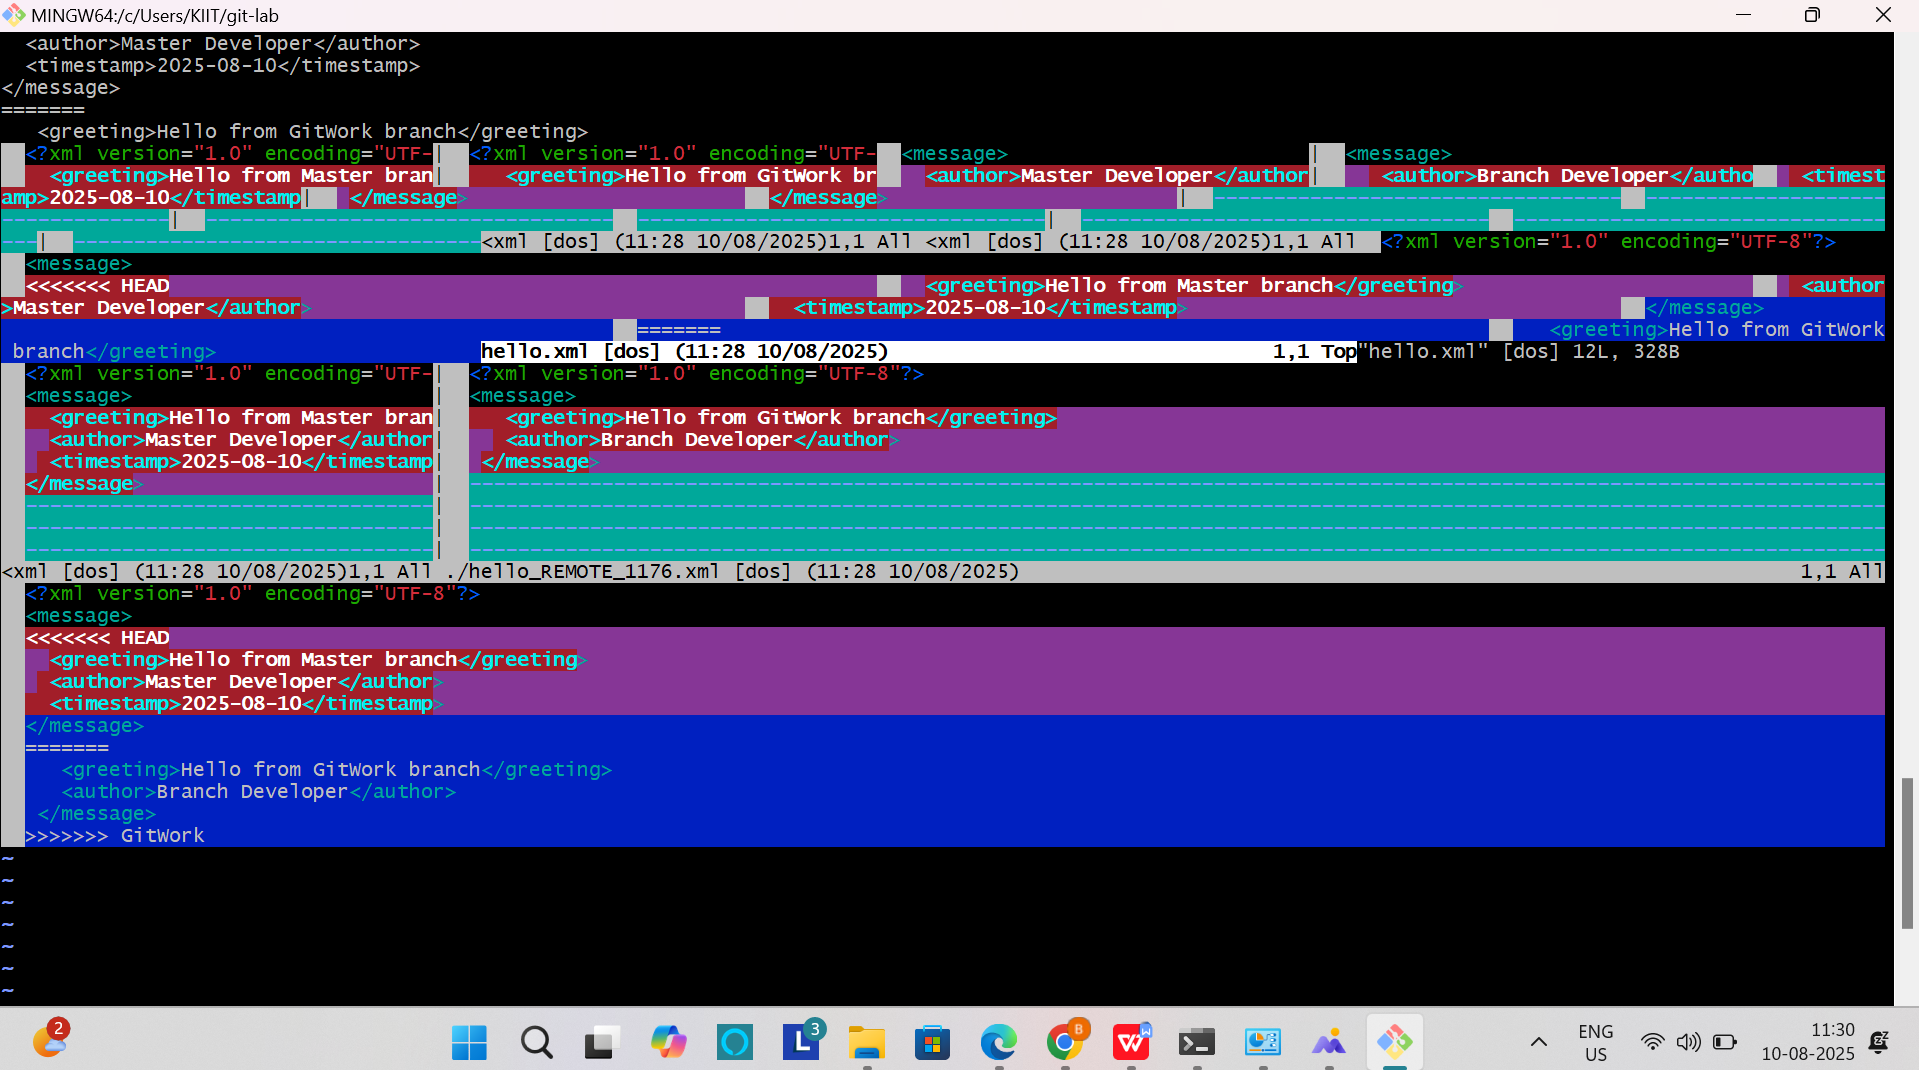 MINGW64:/c/Users/KIIT/git-lab
<author>Master Developer</author>
<timestamp>2025-08-10</timestamp>
</message>
=======
<greeting>Hello from GitWork branch</greeting>
<?xml version="1.0" encoding="UTF-| <?xml version="1.0" encoding="UTF- <message> | <message>
<greeting>Hello from Master bran| <greeting>Hello from GitWork br <author>Master Developer</author| <author>Branch Developer</autho <timest
amp>2025-08-10</timestamp| </message> </message> | ----------------------------------------------------------------
----------------------------------------------------------------
---| ----------------------------------<xml [dos] (11:28 10/08/2025)1,1 All <xml [dos] (11:28 10/08/2025)1,1 All <?xml version="1.0" encoding="UTF-8"?>
<message>
<<<<<<< HEAD <greeting>Hello from Master branch</greeting> <author
>Master Developer</author> <timestamp>2025-08-10</timestamp> </message>
======= <greeting>Hello from GitWork
branch</greeting> hello.xml [dos] (11:28 10/08/2025) 1,1 Top"hello.xml" [dos] 12L, 328B
<?xml version="1.0" encoding="UTF-| <?xml version="1.0" encoding="UTF-8"?>
<message> | <message>
<greeting>Hello from Master bran| <greeting>Hello from GitWork branch</greeting>
<author>Master Developer</author| <author>Branch Developer</author>
<timestamp>2025-08-10</timestamp| </message>
</message> |
----------------------------------|
----------------------------------|
----------------------------------|
<xml [dos] (11:28 10/08/2025)1,1 All ./hello_REMOTE_1176.xml [dos] (11:28 10/08/2025) 1,1 All
<?xml version="1.0" encoding="UTF-8"?>
<message>
<<<<<<< HEAD
<greeting>Hello from Master branch</greeting>
<author>Master Developer</author>
<timestamp>2025-08-10</timestamp>
</message>
=======
<greeting>Hello from GitWork branch</greeting>
<author>Branch Developer</author>
</message>
>>>>>>> GitWork
~
~
~
~
~
~
~
2
L 3
B
W
ENG
US
11:30
10-08-2025